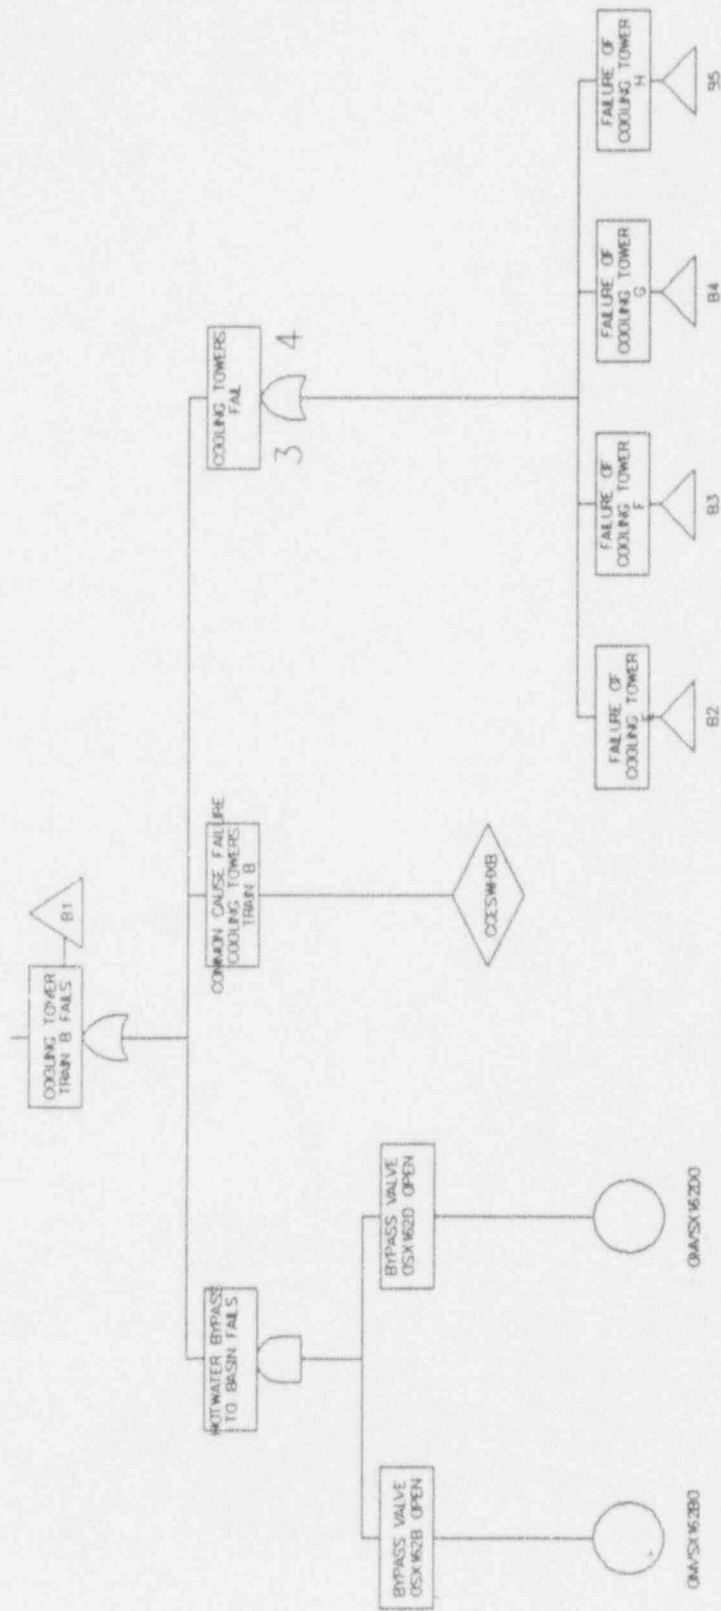 COOLING TOWER
TRAIN B FAILS
B1
HOTWATER BYPASS
TO BASIN FAILS
COMMON CAUSE FAILURE
COOLING TOWERS
TRAIN B
COOLING TOWERS
FAIL
3
4
BYPASS VALVE
0SX162B OPEN
BYPASS VALVE
0SX162D OPEN
CCESWHXB
FAILURE OF
COOLING TOWER
E
FAILURE OF
COOLING TOWER
F
FAILURE OF
COOLING TOWER
G
FAILURE OF
COOLING TOWER
H
0MVSX162BO
0MVSX162DO
B2
B3
B4
B5